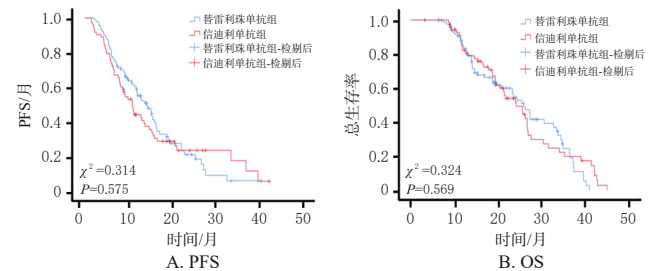 PFS/月
1.0
0.8
0.6
0.4
0.2
0
替雷利珠单抗组
信迪利单抗组
替雷利珠单抗组-检剔后
信迪利单抗组-检剔后
χ²=0.314
P=0.575
0 10 20 30 40 50
时间/月
A. PFS
总生存率
1.0
0.8
0.6
0.4
0.2
0
替雷利珠单抗组
信迪利单抗组
替雷利珠单抗组-检剔后
信迪利单抗组-检剔后
χ²=0.324
P=0.569
0 10 20 30 40 50
时间/月
B. OS